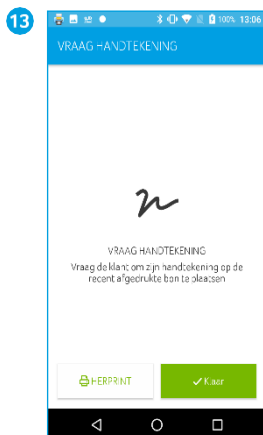 13
100% 13:06
VRAAG HANDTEKENING
VRAAG HANDTEKENING
Vraag de klant om zijn handtekening op de
recent afgedrukte bon te plaatsen
HERPRINT
Klaar